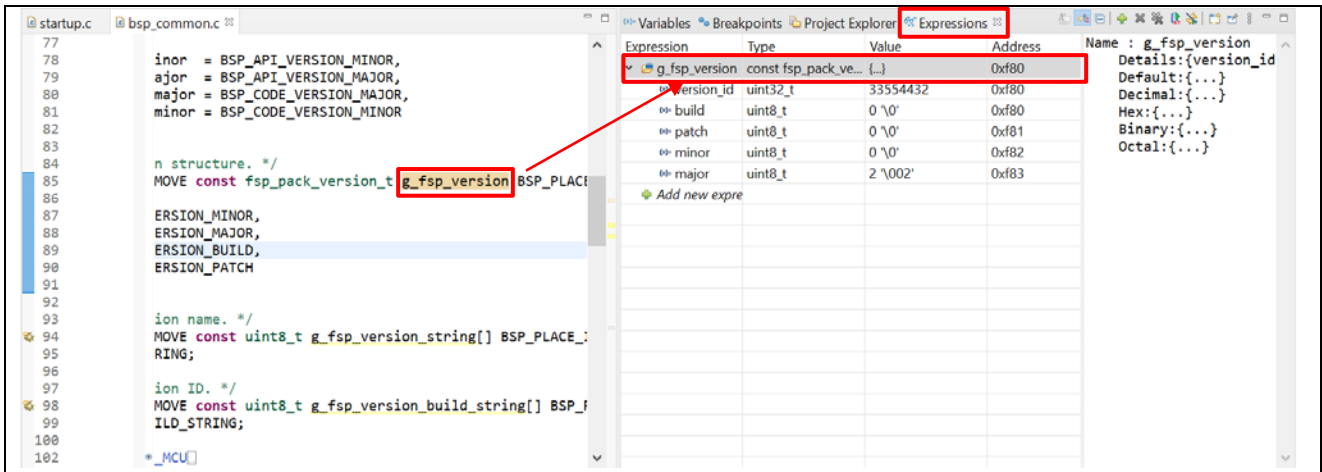 startup.c bsp_common.c
77
78 inor = BSP_API_VERSION_MINOR,
79 ajor = BSP_API_VERSION_MAJOR,
80 major = BSP_CODE_VERSION_MAJOR,
81 minor = BSP_CODE_VERSION_MINOR
82
83
84 n structure. */
85 MOVE const fsp_pack_version_t g_fsp_version BSP_PLACE
86
87 ERSION_MINOR,
88 ERSION_MAJOR,
89 ERSION_BUILD,
90 ERSION_PATCH
91
92
93 ion name. */
94 MOVE const uint8_t g_fsp_version_string[] BSP_PLACE_
95 RING;
96
97 ion ID. */
98 MOVE const uint8_t g_fsp_version_build_string[] BSP_
99 ILD_STRING;
100
102 _MCU
Variables Breakpoints Project Explorer Expressions
Expression Type Value Address
g_fsp_version const fsp_pack_ve... {...} 0xf80
version_id uint32_t 33554432 0xf80
build uint8_t 0 '\0' 0xf80
patch uint8_t 0 '\0' 0xf81
minor uint8_t 0 '\0' 0xf82
major uint8_t 2 '\002' 0xf83
Add new expre
Name : g_fsp_version
Details:{version_id
Default:{...}
Decimal:{...}
Hex:{...}
Binary:{...}
Octal:{...}